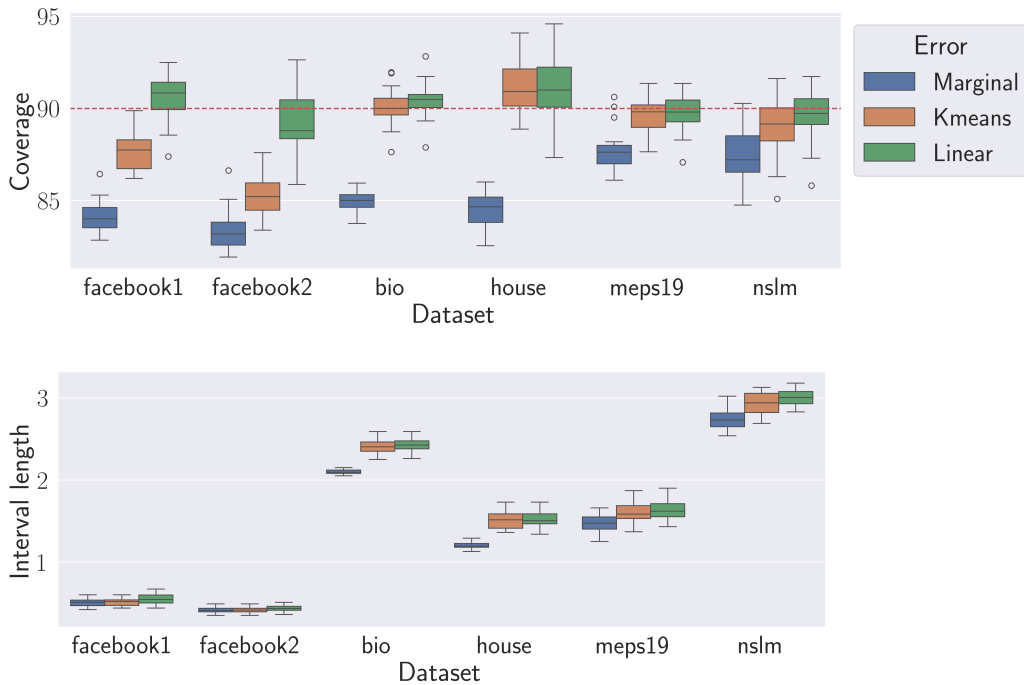 95
90
85
Coverage
facebook1 facebook2 bio house meps19 nslm
Dataset
Error
Marginal
Kmeans
Linear
3
2
1
Interval length
facebook1 facebook2 bio house meps19 nslm
Dataset